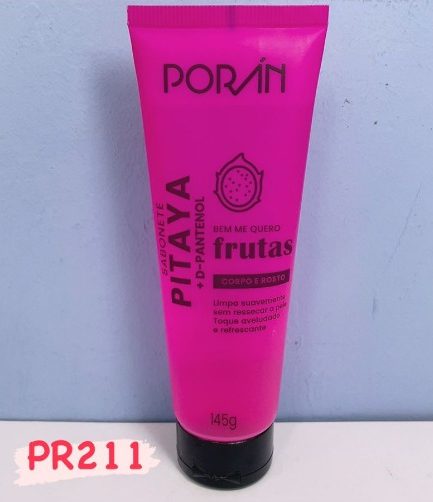 PORÁN
SABONETE
PITAYA
+ D-PANTENOL
BEM ME QUERO
frutas
CORPO E ROSTO
Limpa suavemente
sem ressecar a pele
Toque aveludado
e refrescante
145g
PR211